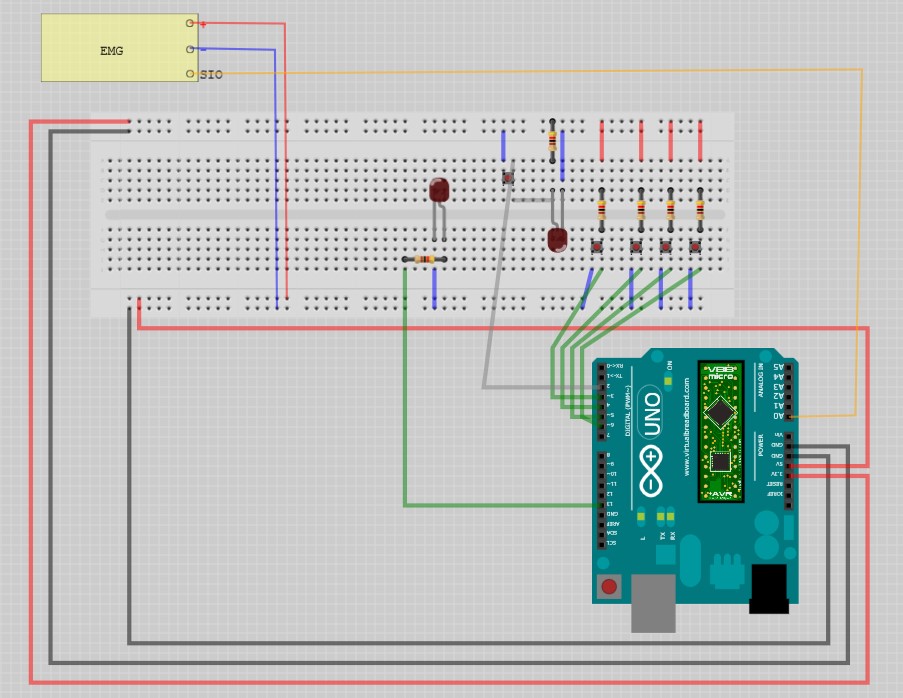 +
EMG
-
SIO
ON
RX<-0
TX->1
2
~3
4
~5
~6
7
8
~9
~10
~11
12
13
GND
AREF
SDA
SCL
DIGITAL (PWM~)
UNO
www.virtualbreadboard.com
VBB
micro
AVR
ANALOG IN
A5
A4
A3
A2
A1
A0
POWER
Vin
GND
GND
5V
3.3V
RESET
IOREF
L
TX
RX